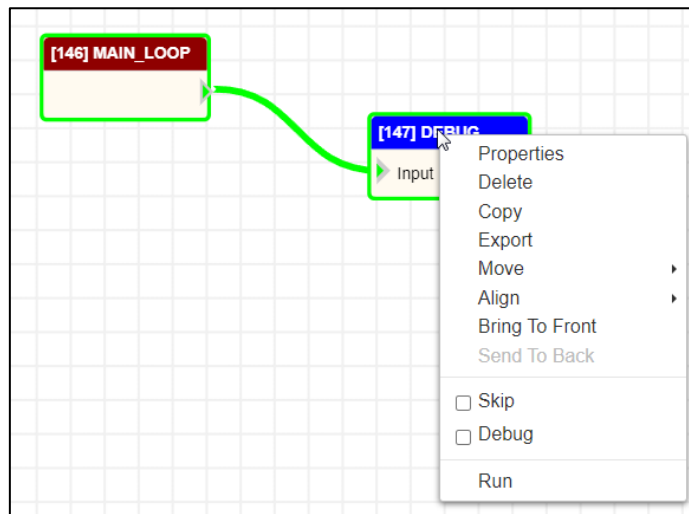 [146] MAIN_LOOP
[147] DEBUG
Input
Properties
Delete
Copy
Export
Move
Align
Bring To Front
Send To Back
Skip
Debug
Run